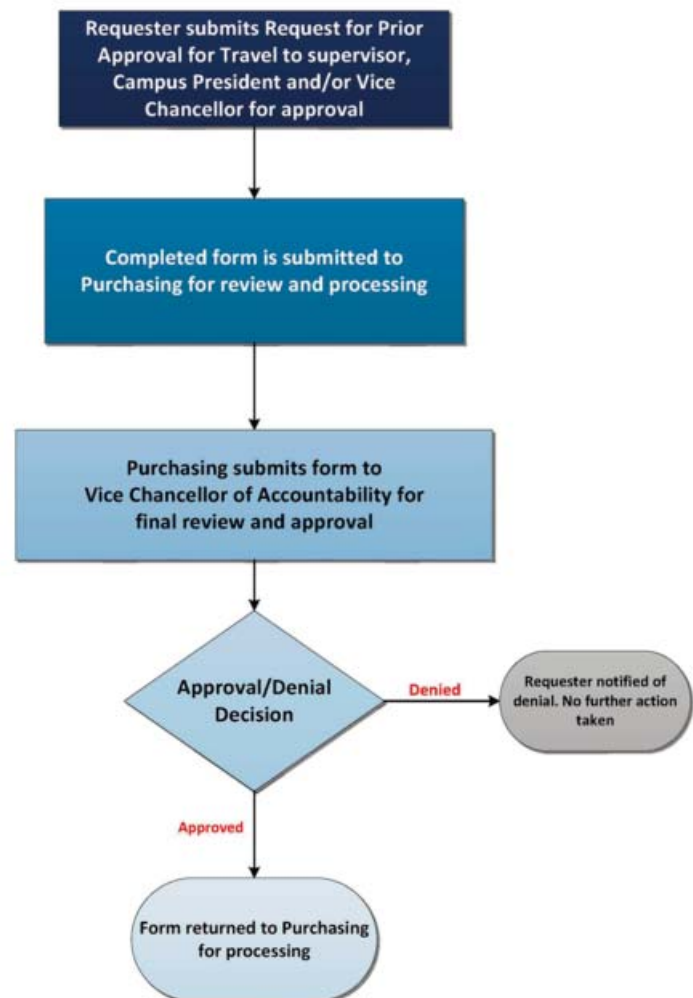 Requester submits Request for Prior
Approval for Travel to supervisor,
Campus President and/or Vice
Chancellor for approval
Completed form is submitted to
Purchasing for review and processing
Purchasing submits form to
Vice Chancellor of Accountability for
final review and approval
Approval/Denial
Decision
Denied
Requester notified of
denial. No further action
taken
Approved
Form returned to Purchasing
for processing